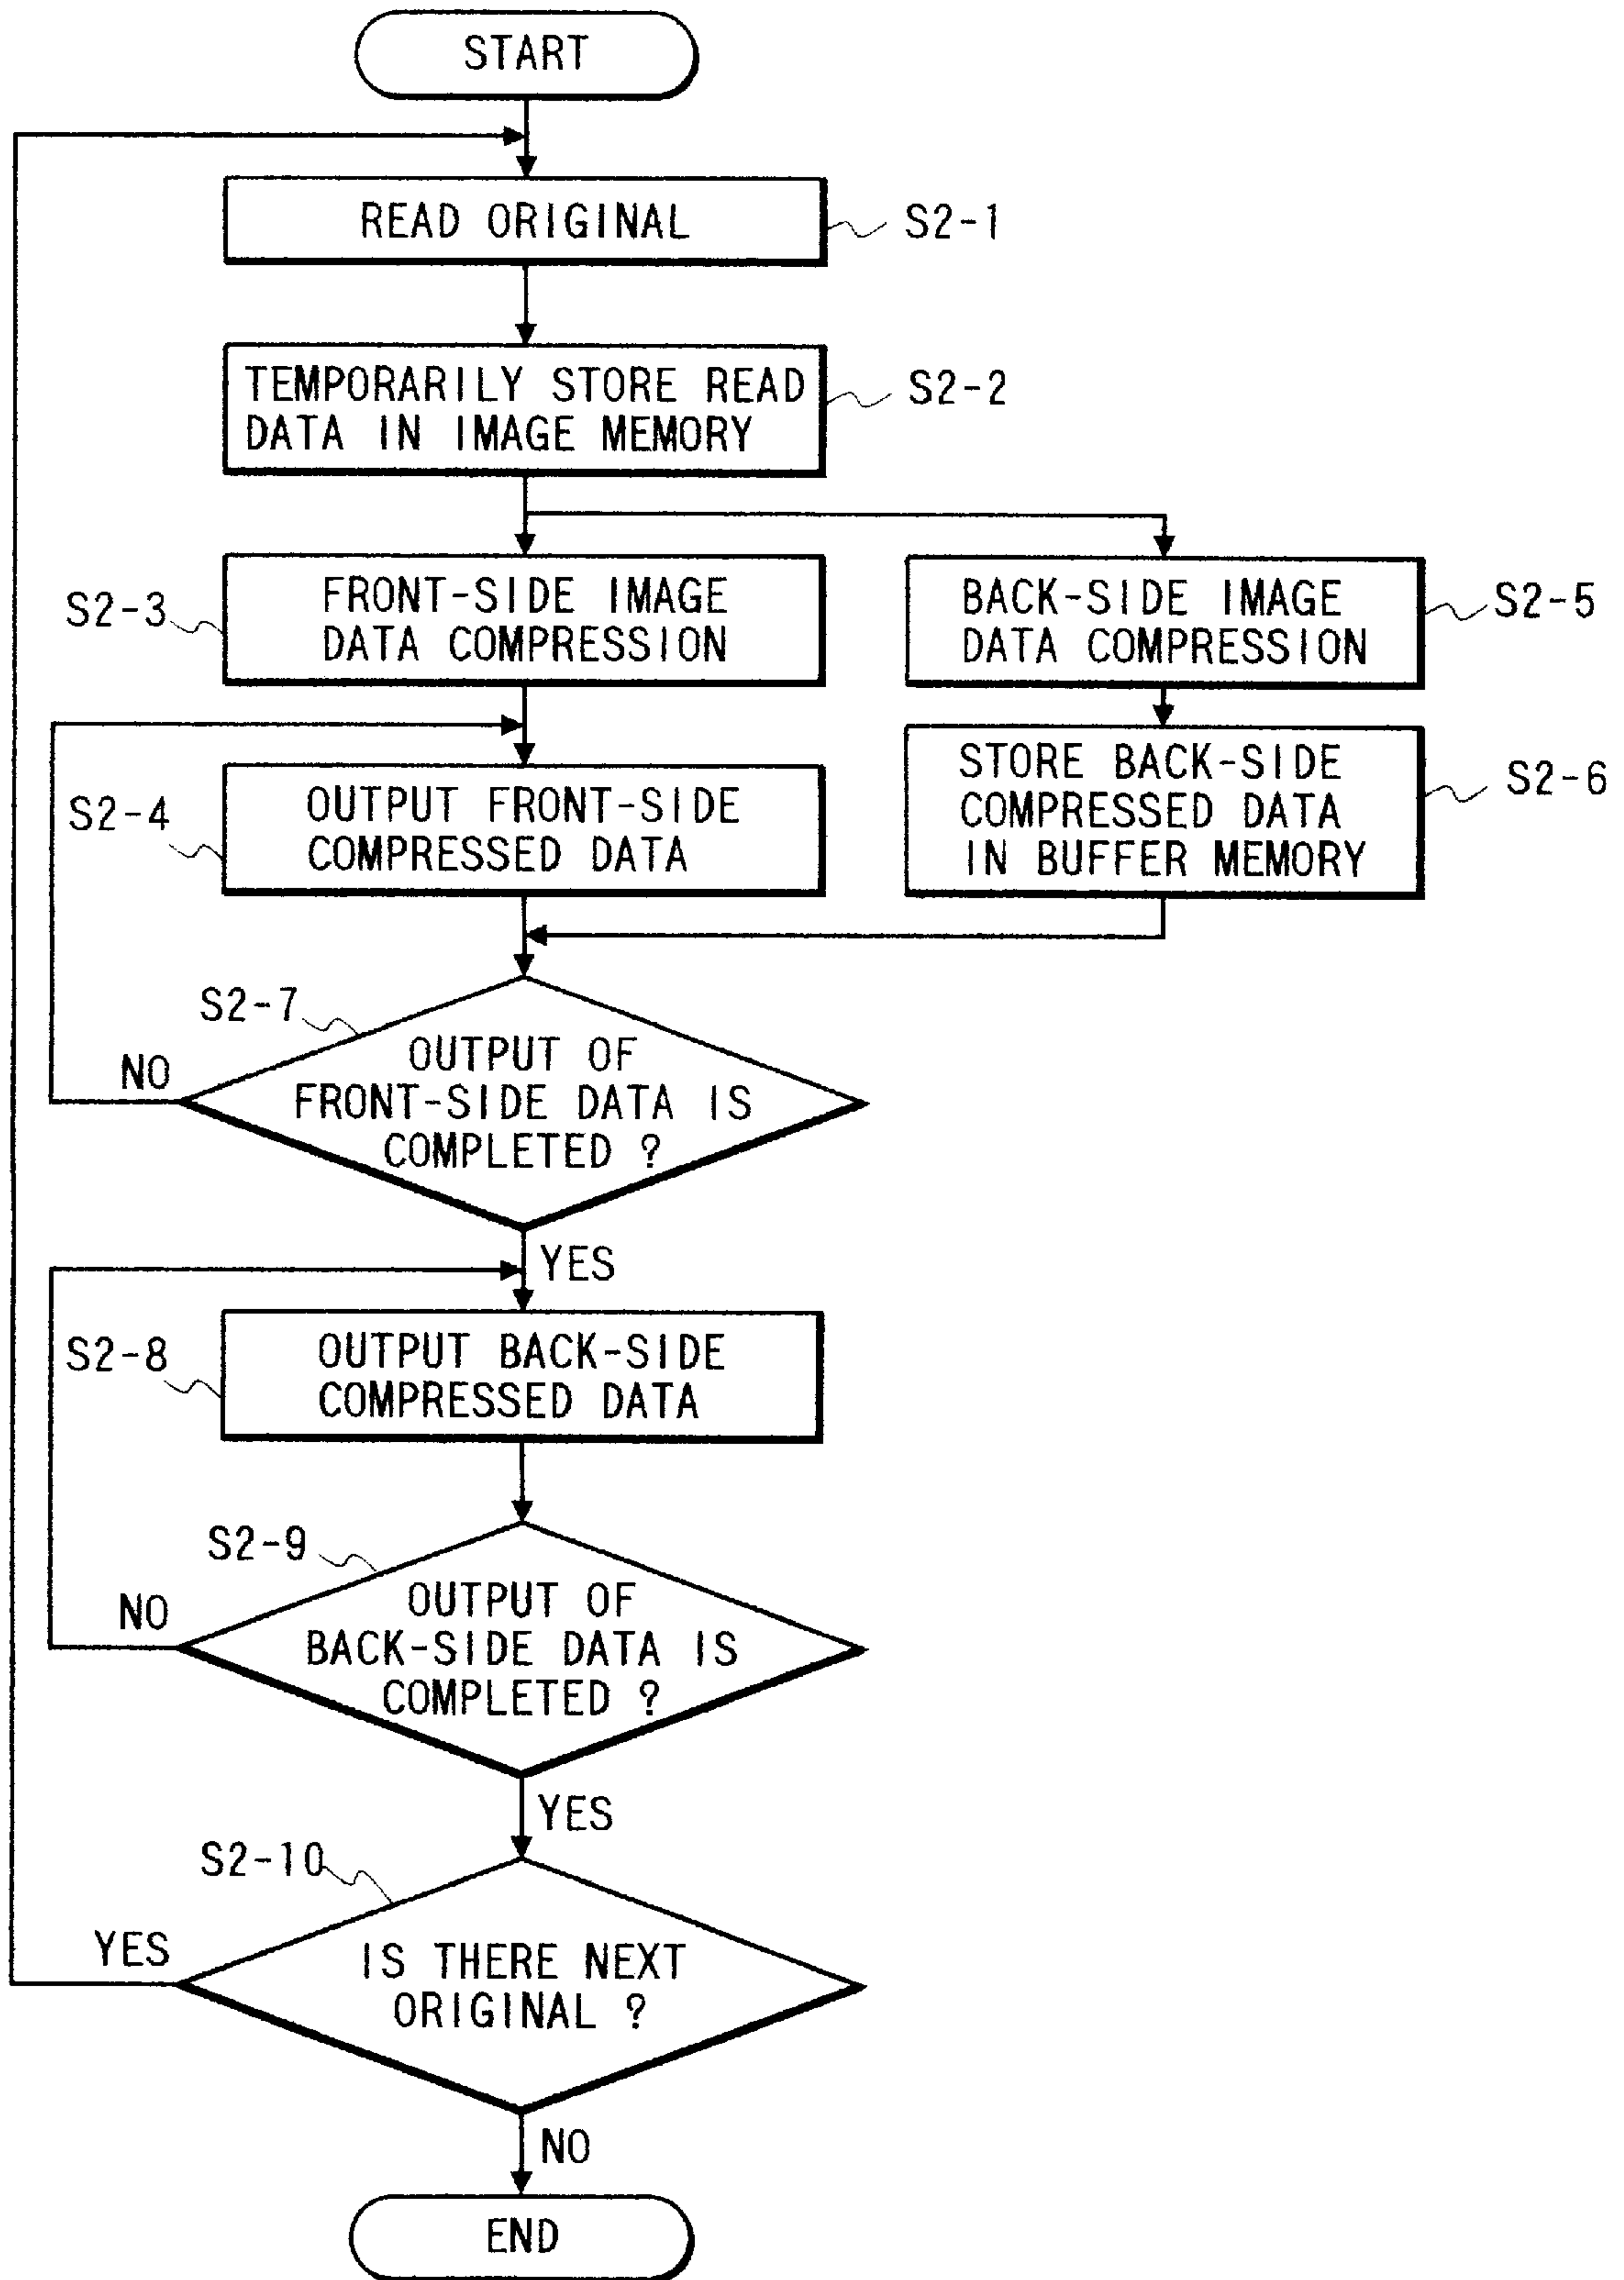 START
READ ORIGINAL
S2-1
TEMPORARILY STORE READ
DATA IN IMAGE MEMORY
S2-2
S2-3
FRONT-SIDE IMAGE
DATA COMPRESSION
BACK-SIDE IMAGE
DATA COMPRESSION
S2-5
S2-4
OUTPUT FRONT-SIDE
COMPRESSED DATA
STORE BACK-SIDE
COMPRESSED DATA
IN BUFFER MEMORY
S2-6
S2-7
NO
OUTPUT OF
FRONT-SIDE DATA IS
COMPLETED ?
YES
S2-8
OUTPUT BACK-SIDE
COMPRESSED DATA
S2-9
NO
OUTPUT OF
BACK-SIDE DATA IS
COMPLETED ?
YES
S2-10
YES
IS THERE NEXT
ORIGINAL ?
NO
END